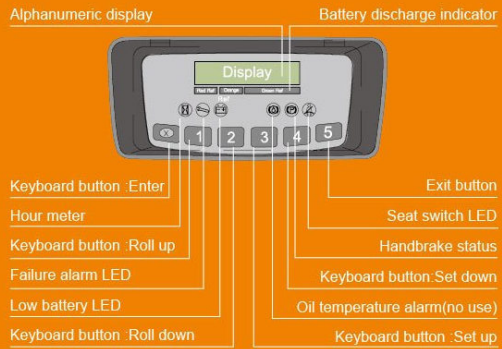 Alphanumeric display
Battery discharge indicator
Display
Red Ref Orange Green Ref
Ref
1 2 3 4 5
Keyboard button :Enter
Exit button
Hour meter
Seat switch LED
Keyboard button :Roll up
Handbrake status
Failure alarm LED
Keyboard button:Set down
Low battery LED
Oil temperature alarm(no use)
Keyboard button :Roll down
Keyboard button :Set up